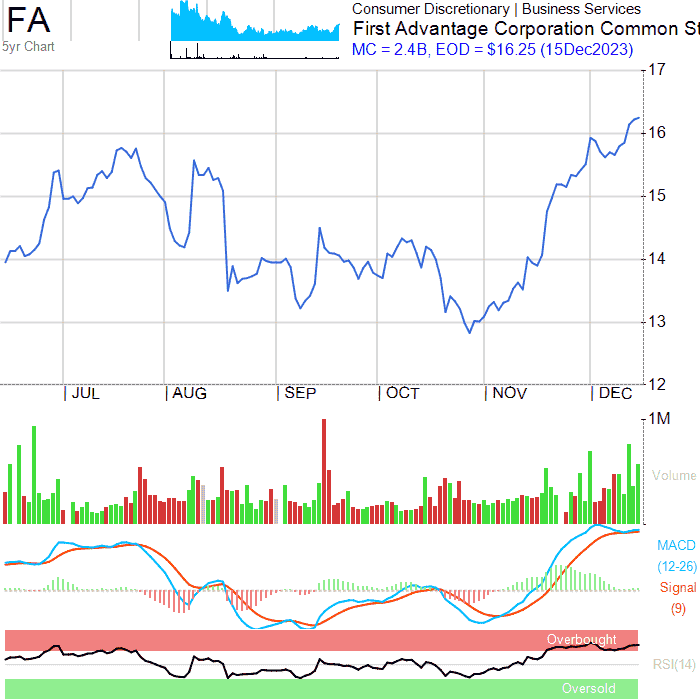 FA
5yr Chart
Consumer Discretionary | Business Services
First Advantage Corporation Common St
MC = 2.4B, EOD = $16.25 (15Dec2023)
17
16
15
14
13
12
| JUL | AUG | SEP | OCT | NOV | DEC
1M
Volume
MACD
(12-26)
Signal
(9)
Overbought
RSI(14)
Oversold